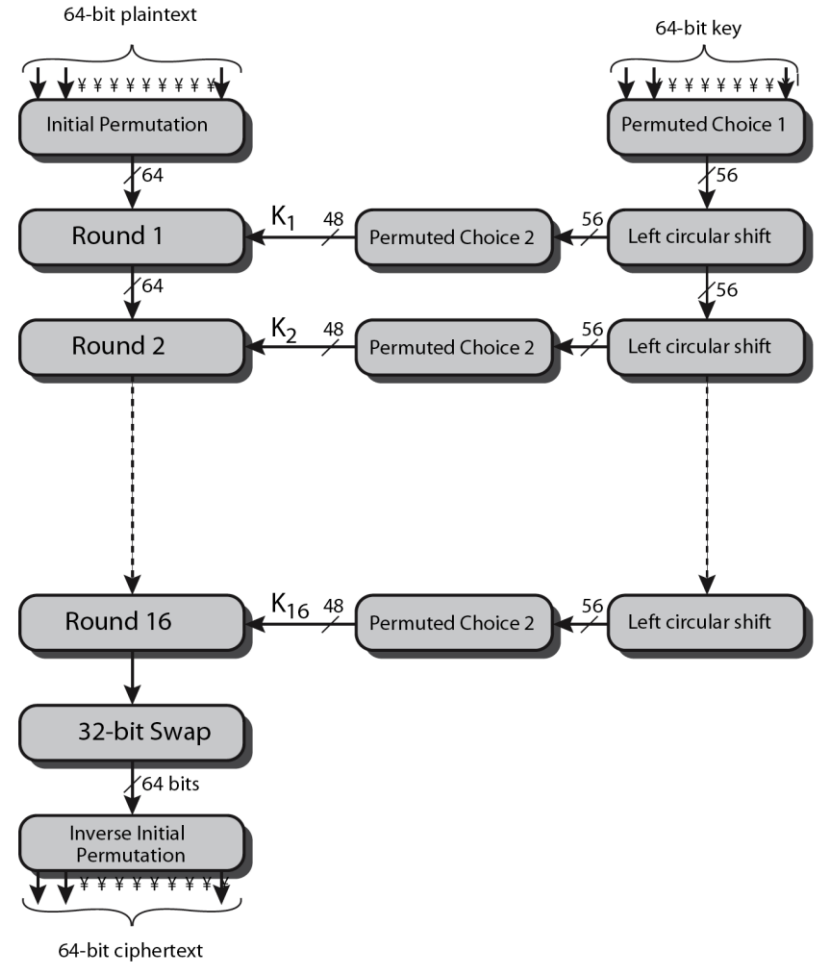 64-bit plaintext
64-bit key
¥ ¥ ¥ ¥ ¥ ¥ ¥ ¥ ¥
¥ ¥ ¥ ¥ ¥ ¥ ¥ ¥
Initial Permutation
Permuted Choice 1
64
56
Round 1
K1
48
Permuted Choice 2
56
Left circular shift
64
56
Round 2
K2
48
Permuted Choice 2
56
Left circular shift
Round 16
K16
48
Permuted Choice 2
56
Left circular shift
32-bit Swap
64 bits
Inverse Initial
Permutation
¥ ¥ ¥ ¥ ¥ ¥ ¥ ¥ ¥
64-bit ciphertext